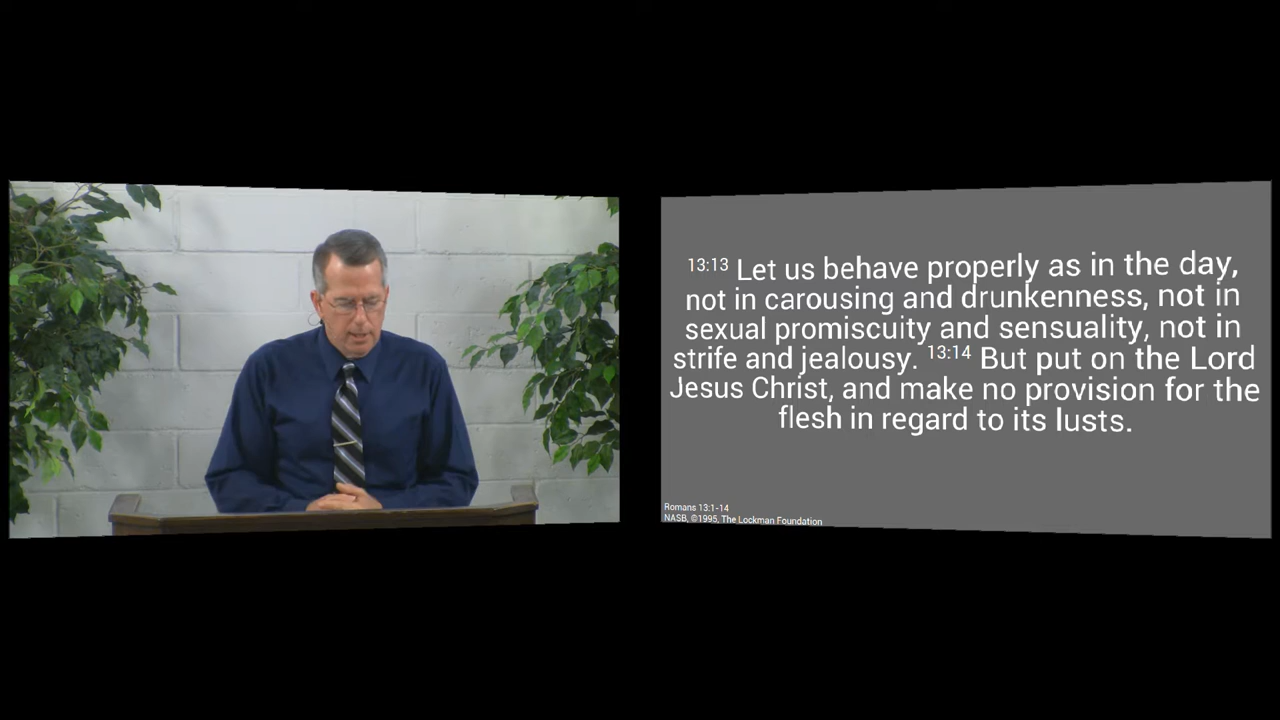 13:13 Let us behave properly as in the day,
not in carousing and drunkenness, not in
sexual promiscuity and sensuality, not in
strife and jealousy. 13:14 But put on the Lord
Jesus Christ, and make no provision for the
flesh in regard to its lusts.
Romans 13:1-14
NASB, ©1995, The Lockman Foundation